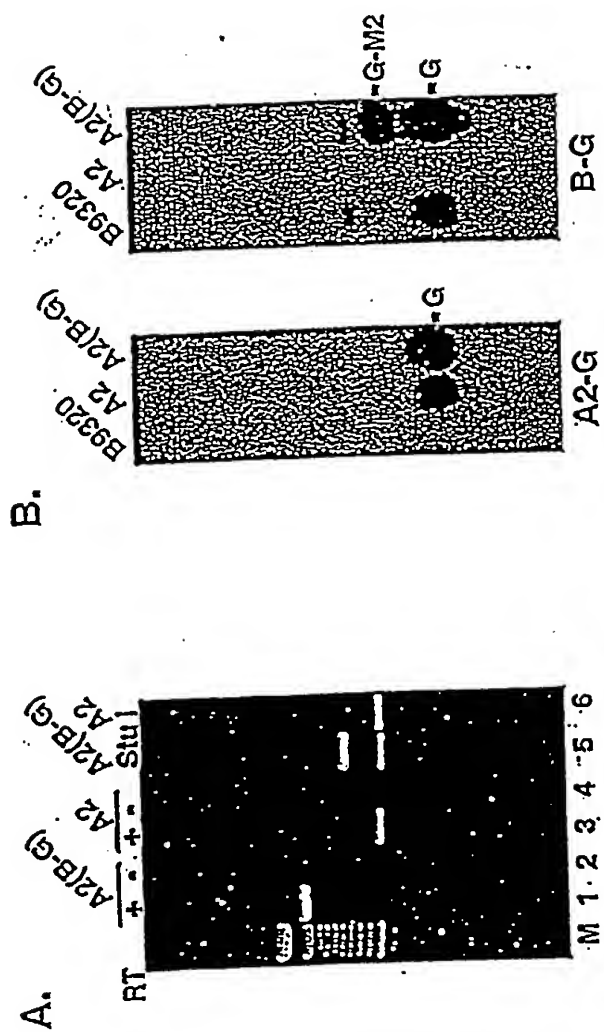 A.
A2(B-G) A2 A2(B-G) A2
RT + - + - Stu I
M 1 2 3 4 5 6
B.
B9320 A2 A2(B-G)
G
A2-G
B9320 A2 A2(B-G)
G-M2
G
B-G